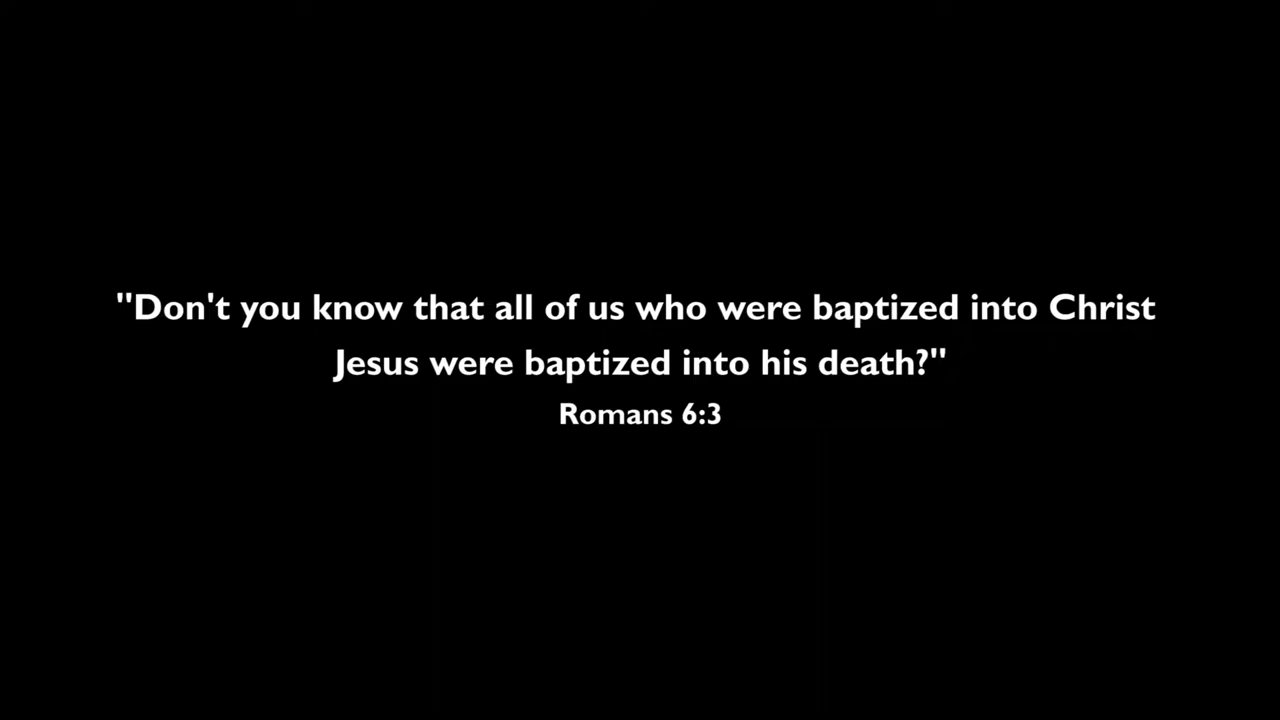 "Don't you know that all of us who were baptized into Christ
Jesus were baptized into his death?"
Romans 6:3